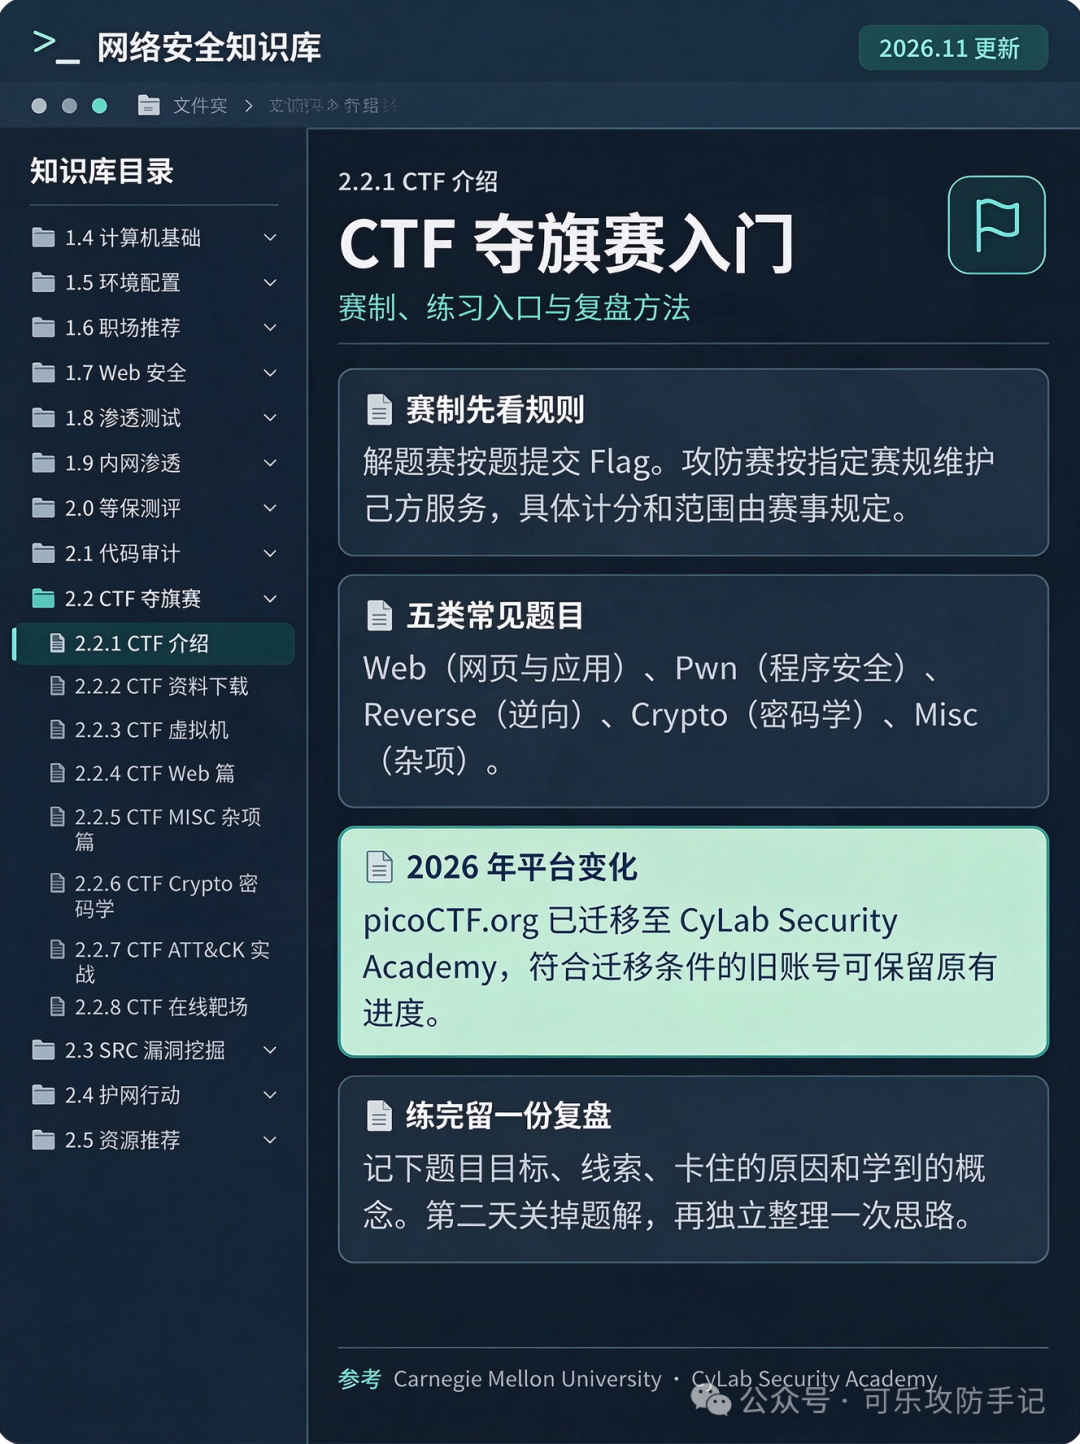 >_ 网络安全知识库
2026.11 更新
文件
知识库目录
1.4 计算机基础
1.5 环境配置
1.6 职场推荐
1.7 Web 安全
1.8 渗透测试
1.9 内网渗透
2.0 等保测评
2.1 代码审计
2.2 CTF 夺旗赛
2.2.1 CTF 介绍
2.2.2 CTF 资料下载
2.2.3 CTF 虚拟机
2.2.4 CTF Web 篇
2.2.5 CTF MISC 杂项
篇
2.2.6 CTF Crypto 密
码学
2.2.7 CTF ATT&CK 实
战
2.2.8 CTF 在线靶场
2.3 SRC 漏洞挖掘
2.4 护网行动
2.5 资源推荐
2.2.1 CTF 介绍
CTF 夺旗赛入门
赛制、练习入口与复盘方法
赛制先看规则
解题赛按题提交 Flag。攻防赛按指定赛规维护
己方服务，具体计分和范围由赛事规定。
五类常见题目
Web（网页与应用）、Pwn（程序安全）、
Reverse（逆向）、Crypto（密码学）、Misc
（杂项）。
2026 年平台变化
picoCTF.org 已迁移至 CyLab Security
Academy，符合迁移条件的旧账号可保留原有
进度。
练完留一份复盘
记下题目目标、线索、卡住的原因和学到的概
念。第二天关掉题解，再独立整理一次思路。
参考 Carnegie Mellon University · CyLab Security Academy
公众号 · 可乐攻防手记